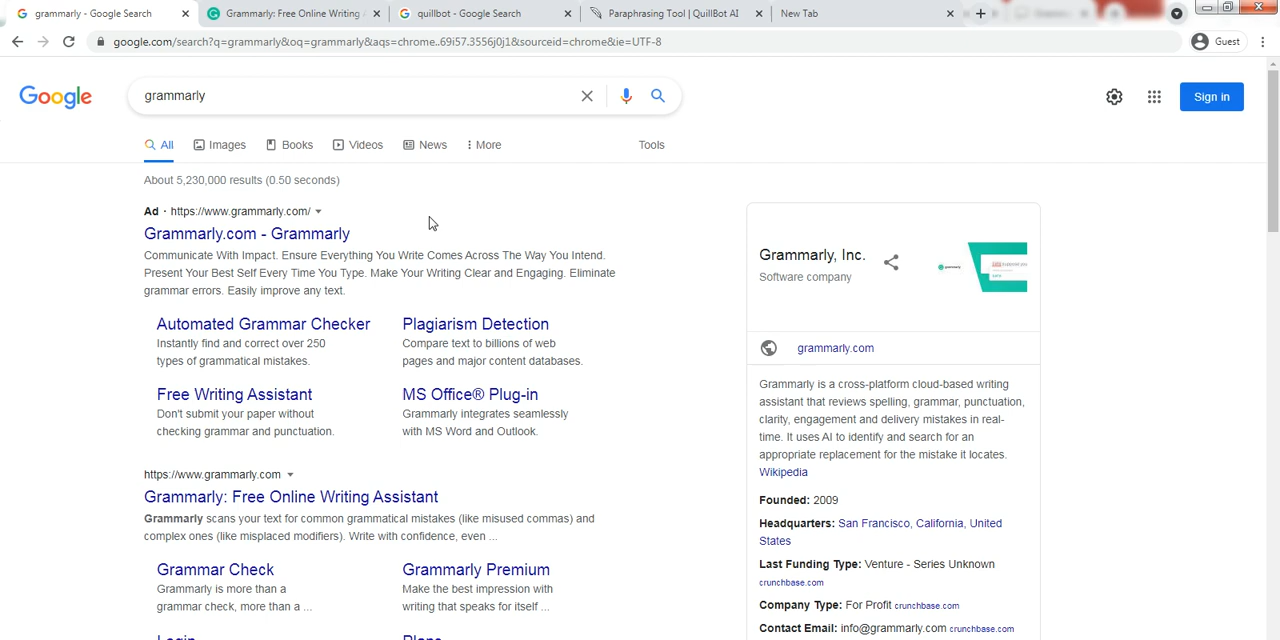 grammarly - Google Search
Grammarly: Free Online Writing
quillbot - Google Search
Paraphrasing Tool | QuillBot AI
New Tab
google.com/search?q=grammarly&oq=grammarly&aqs=chrome..69i57.3556j0j1&sourceid=chrome&ie=UTF-8
Guest
Google
grammarly
Sign in
All
Images
Books
Videos
News
More
Tools
About 5,230,000 results (0.50 seconds)
Ad · https://www.grammarly.com/
Grammarly.com - Grammarly
Communicate With Impact. Ensure Everything You Write Comes Across The Way You Intend.
Present Your Best Self Every Time You Type. Make Your Writing Clear and Engaging. Eliminate
grammar errors. Easily improve any text.
Automated Grammar Checker
Instantly find and correct over 250
types of grammatical mistakes.
Plagiarism Detection
Compare text to billions of web
pages and major content databases.
Free Writing Assistant
Don't submit your paper without
checking grammar and punctuation.
MS Office® Plug-in
Grammarly integrates seamlessly
with MS Word and Outlook.
https://www.grammarly.com
Grammarly: Free Online Writing Assistant
Grammarly scans your text for common grammatical mistakes (like misused commas) and
complex ones (like misplaced modifiers). Write with confidence, even ...
Grammar Check
Grammarly is more than a
grammar check, more than a ...
Grammarly Premium
Make the best impression with
writing that speaks for itself ...
Login
Plans
Grammarly, Inc.
Software company
grammarly
grammarly.com
Grammarly is a cross-platform cloud-based writing
assistant that reviews spelling, grammar, punctuation,
clarity, engagement and delivery mistakes in real-
time. It uses AI to identify and search for an
appropriate replacement for the mistake it locates.
Wikipedia
Founded: 2009
Headquarters: San Francisco, California, United
States
Last Funding Type: Venture - Series Unknown
crunchbase.com
Company Type: For Profit crunchbase.com
Contact Email: info@grammarly.com crunchbase.com